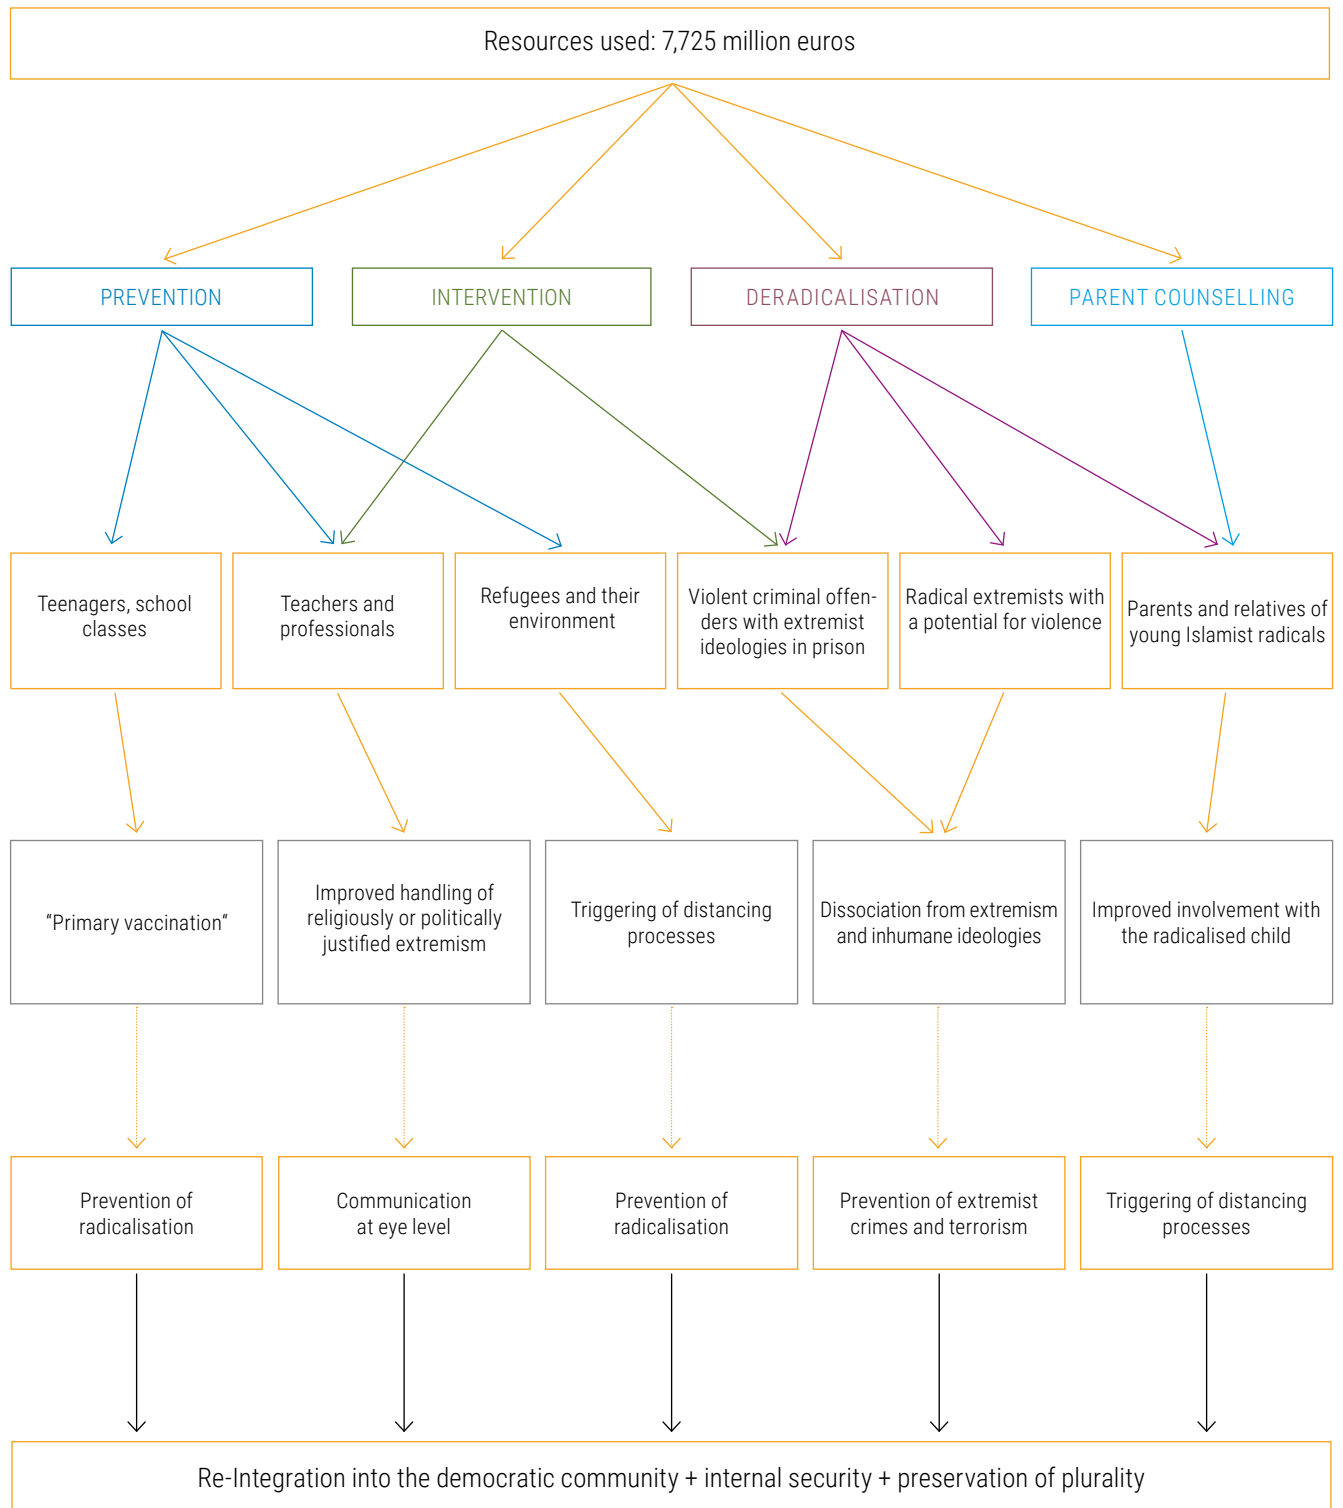 Resources used: 7,725 million euros
PREVENTION
INTERVENTION
DERADICALISATION
PARENT COUNSELLING
Teenagers, school
classes
Teachers and
professionals
Refugees and their
environment
Violent criminal offen-
ders with extremist
ideologies in prison
Radical extremists with
a potential for violence
Parents and relatives of
young Islamist radicals
“Primary vaccination“
Improved handling of
religiously or politically
justified extremism
Triggering of distancing
processes
Dissociation from extremism
and inhumane ideologies
Improved involvement with
the radicalised child
Prevention of
radicalisation
Communication
at eye level
Prevention of
radicalisation
Prevention of extremist
crimes and terrorism
Triggering of distancing
processes
Re-Integration into the democratic community + internal security + preservation of plurality